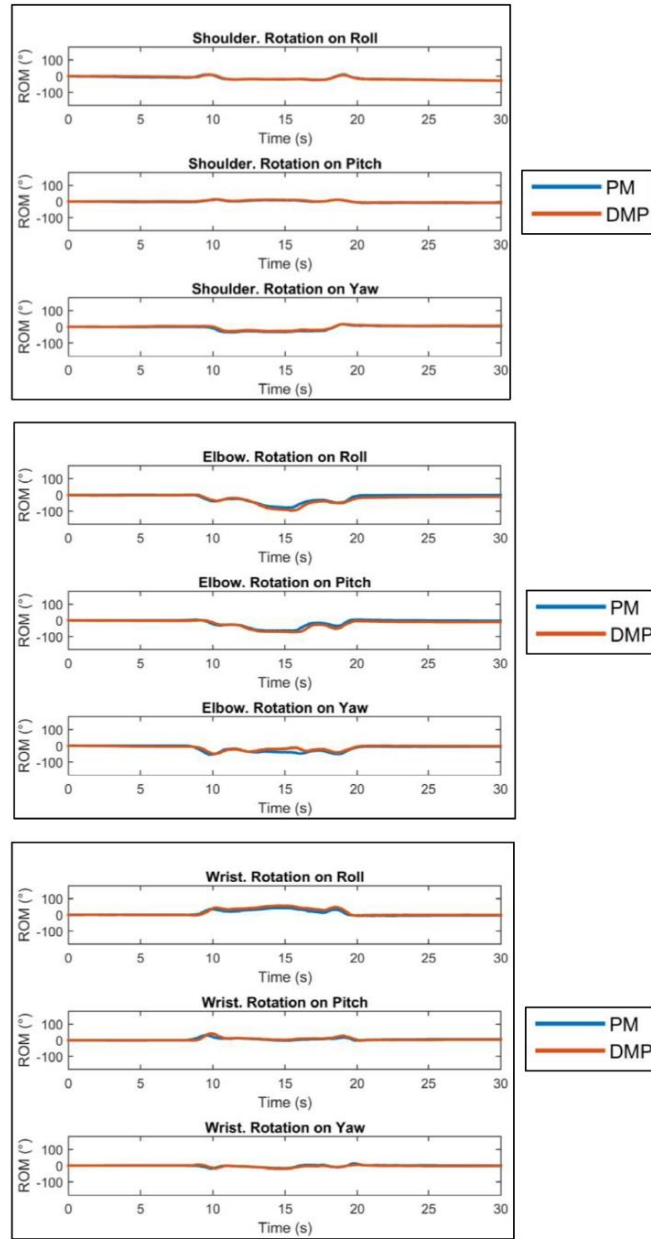 Shoulder. Rotation on Roll
ROM (°)
100
0
-100
0 5 10 15 20 25 30
Time (s)
Shoulder. Rotation on Pitch
ROM (°)
100
0
-100
0 5 10 15 20 25 30
Time (s)
Shoulder. Rotation on Yaw
ROM (°)
100
0
-100
0 5 10 15 20 25 30
Time (s)
PM
DMP
Elbow. Rotation on Roll
ROM (°)
100
0
-100
0 5 10 15 20 25 30
Time (s)
Elbow. Rotation on Pitch
ROM (°)
100
0
-100
0 5 10 15 20 25 30
Time (s)
Elbow. Rotation on Yaw
ROM (°)
100
0
-100
0 5 10 15 20 25 30
Time (s)
PM
DMP
Wrist. Rotation on Roll
ROM (°)
100
0
-100
0 5 10 15 20 25 30
Time (s)
Wrist. Rotation on Pitch
ROM (°)
100
0
-100
0 5 10 15 20 25 30
Time (s)
Wrist. Rotation on Yaw
ROM (°)
100
0
-100
0 5 10 15 20 25 30
Time (s)
PM
DMP